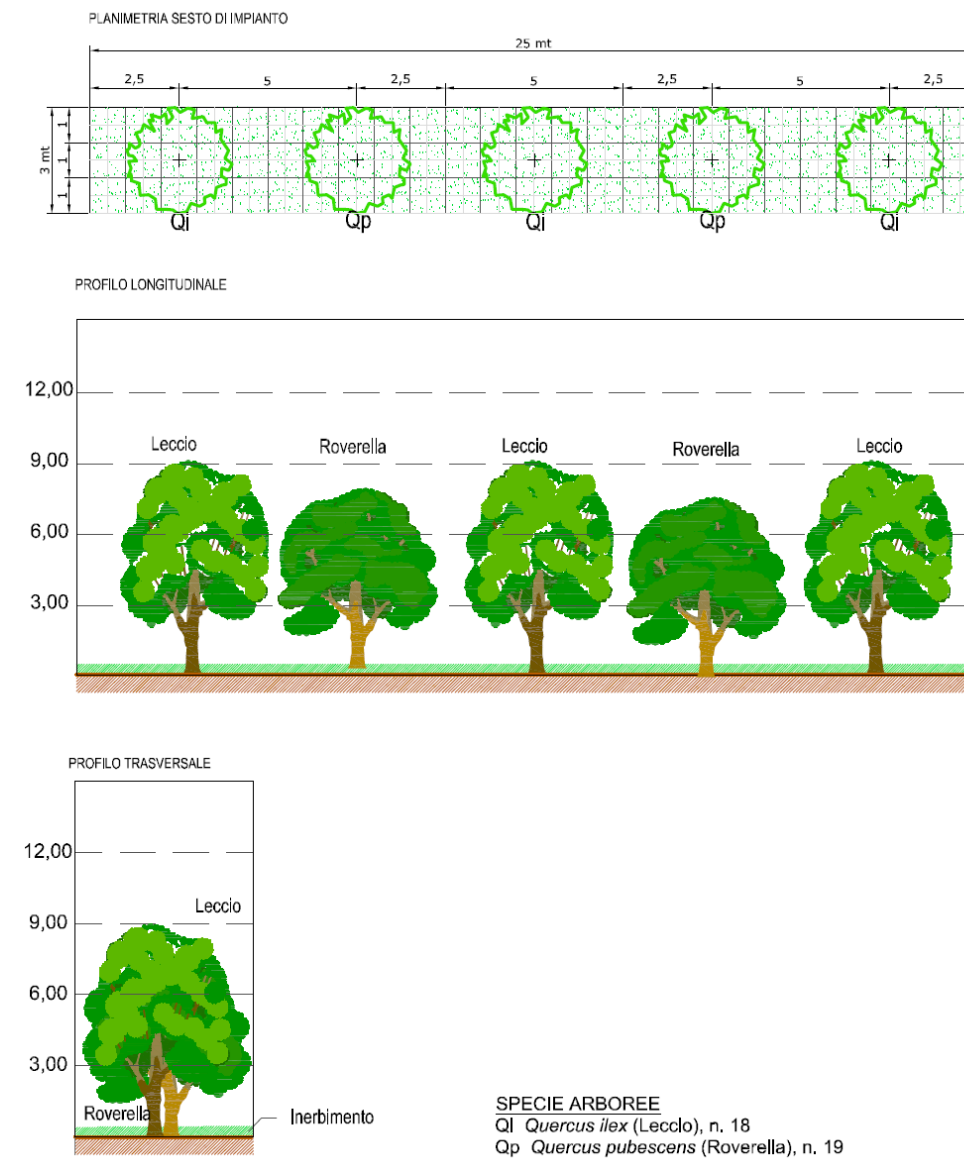 PLANIMETRIA SESTO DI IMPIANTO
25 mt
2,5 5 2,5 5 2,5 5 2,5
3 mt
1
1
1
Qi Qp Qi Qp Qi
PROFILO LONGITUDINALE
12,00
Leccio Roverella Leccio Roverella Leccio
9,00
6,00
3,00
PROFILO TRASVERSALE
12,00
Leccio
9,00
6,00
3,00
Roverella
Inerbimento
SPECIE ARBOREE
QI Quercus ilex (Leccio), n. 18
Qp Quercus pubescens (Roverella), n. 19